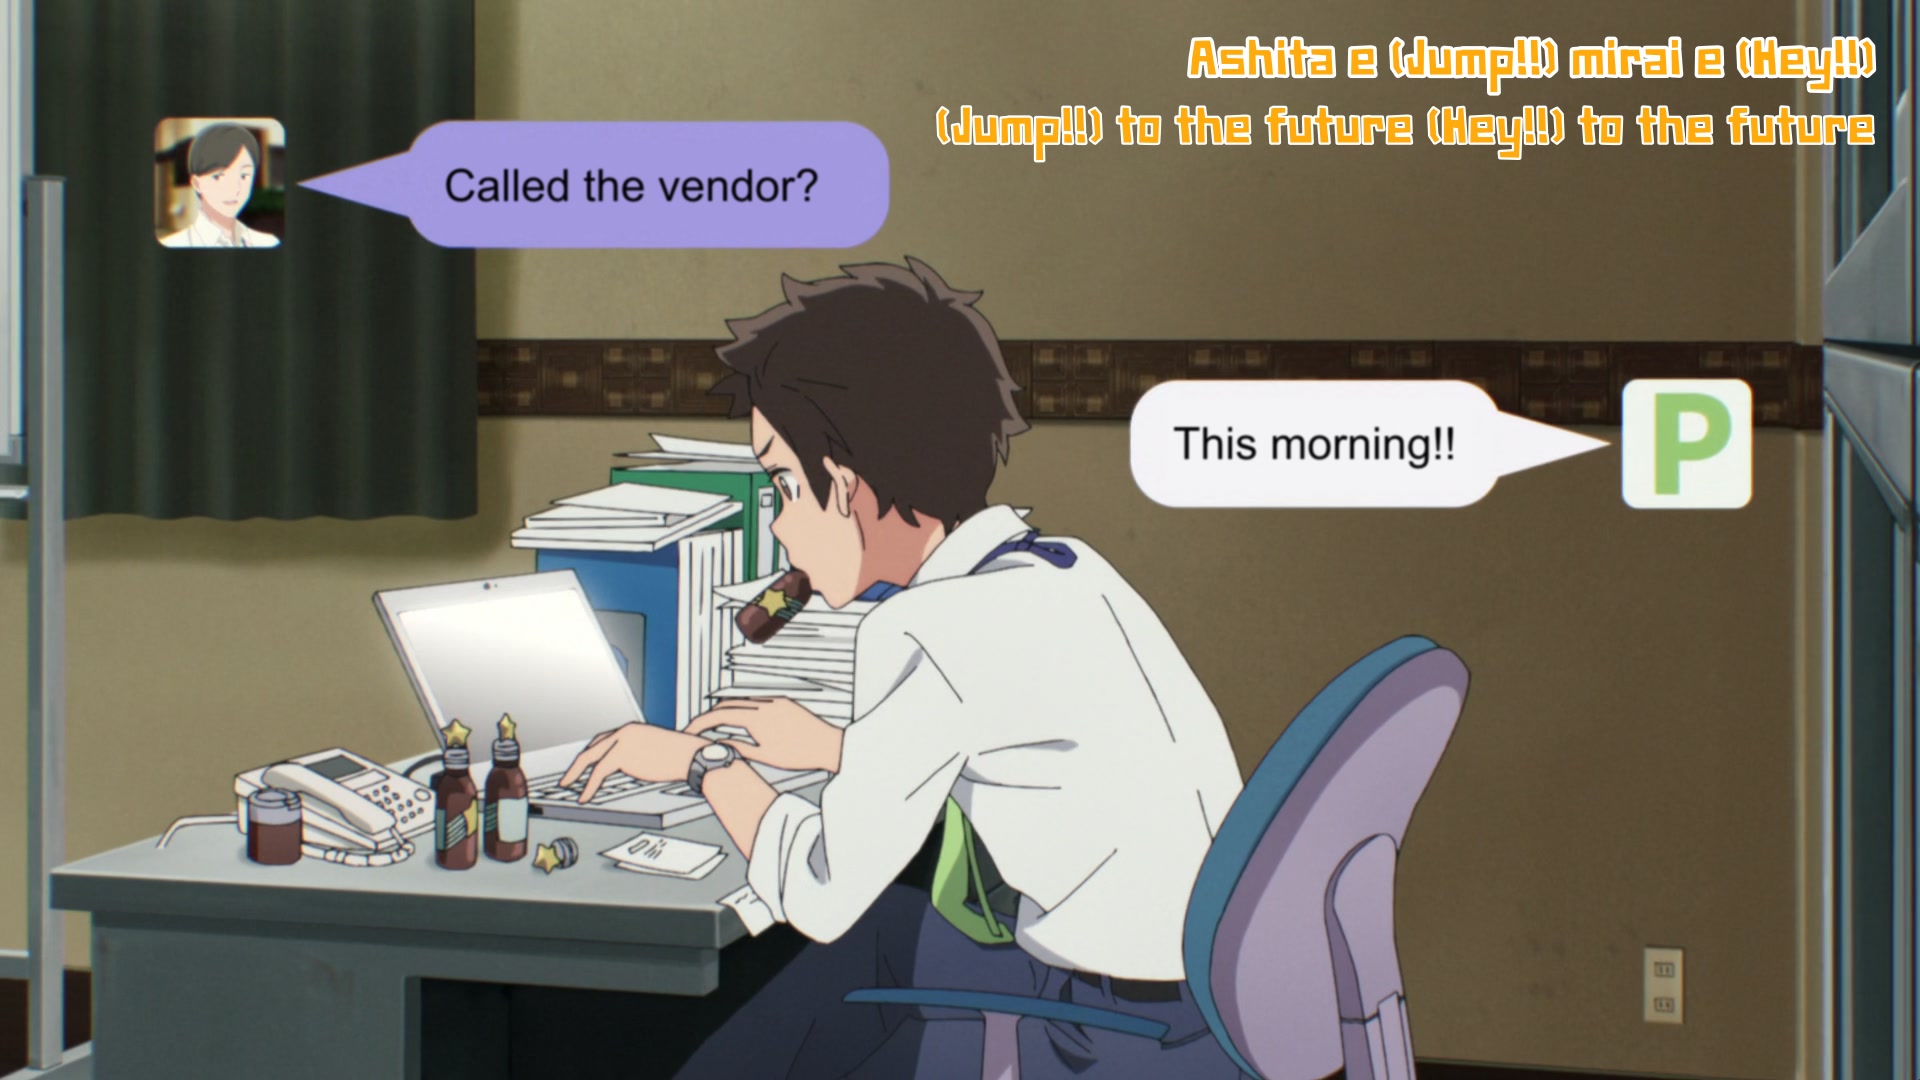 Ashita e (Jump!!) mirai e (Hey!!)
(Jump!!) to the future (Hey!!) to the future
Called the vendor?
This morning!!
P